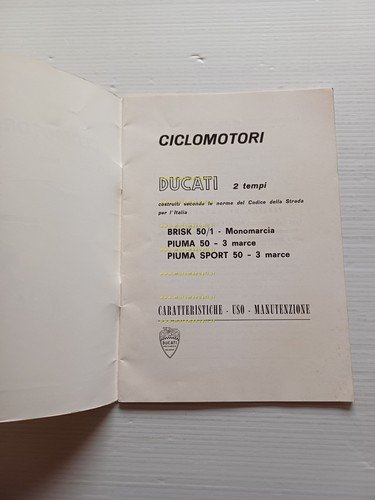 CICLOMOTORI
DUCATI 2 tempi
costruiti secondo le norme del Codice della Strada
per l'Italia
BRISK 50/1 - Monomarcia
PIUMA 50 - 3 marce
PIUMA SPORT 50 - 3 marce
CARATTERISTICHE - USO - MANUTENZIONE
DUCATI